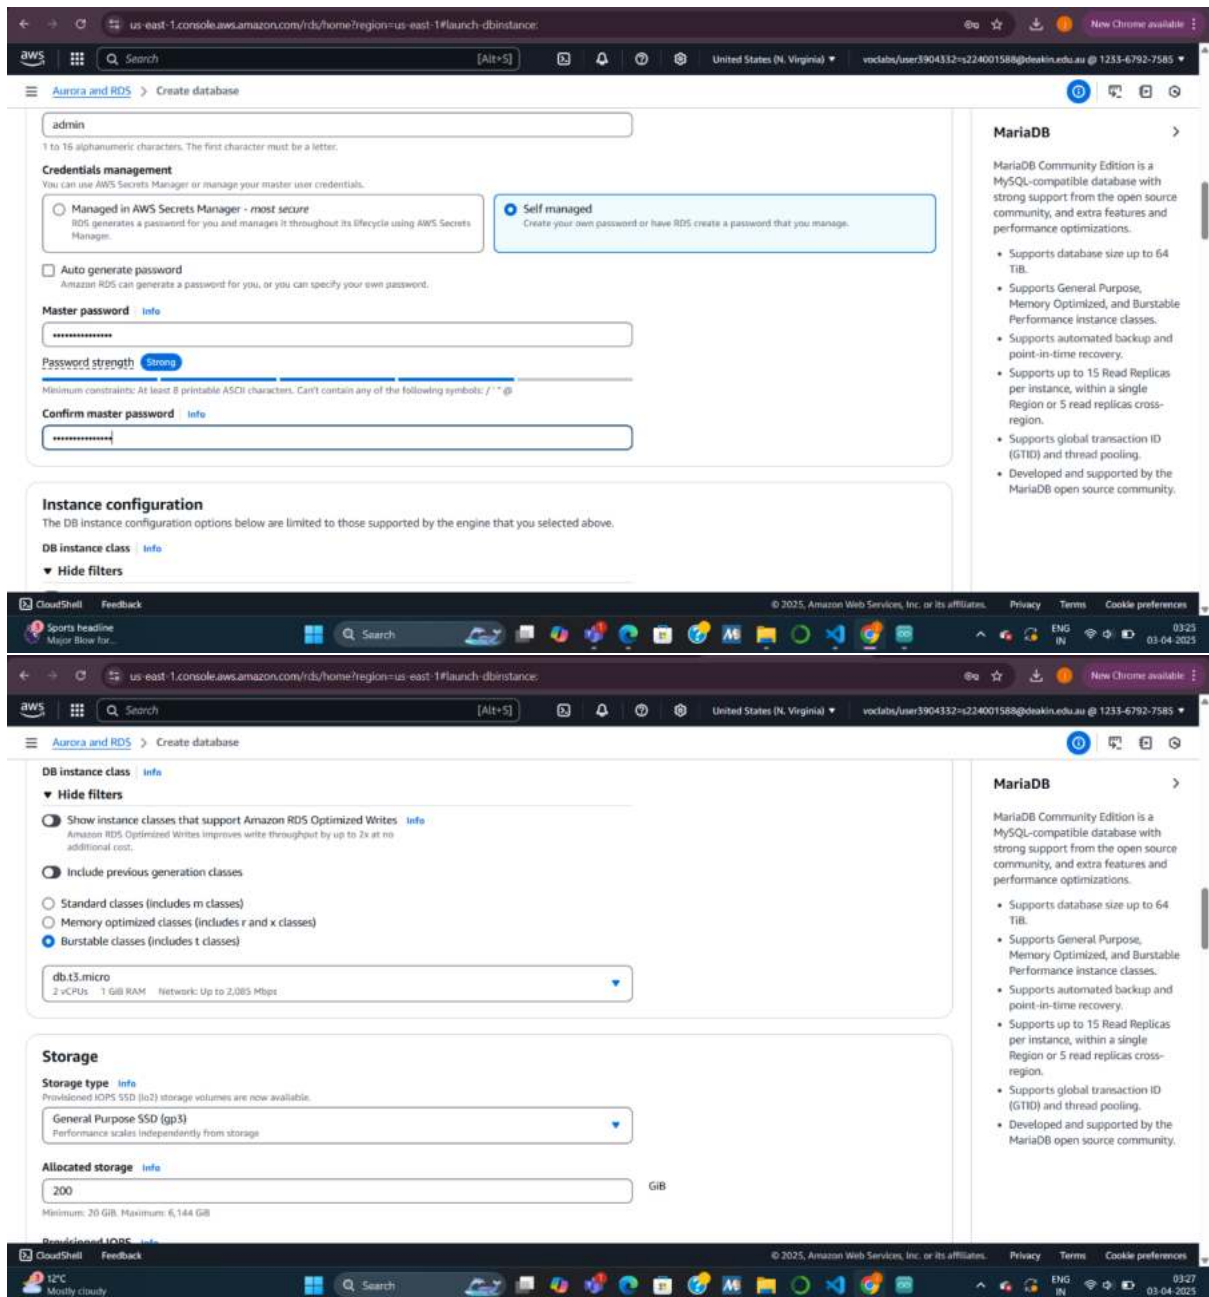 us-east-1.console.aws.amazon.com/rds/home?region=us-east-1#launch-dbinstance:
New Chrome available
aws
Search
[Alt+S]
United States (N. Virginia)
voclabs/user3904332=s224001588@deakin.edu.au @ 1233-6792-7585
Aurora and RDS > Create database
admin
1 to 16 alphanumeric characters. The first character must be a letter.
Credentials management
You can use AWS Secrets Manager or manage your master user credentials.
Managed in AWS Secrets Manager - most secure
RDS generates a password for you and manages it throughout its lifecycle using AWS Secrets
Manager.
Self managed
Create your own password or have RDS create a password that you manage.
Auto generate password
Amazon RDS can generate a password for you, or you can specify your own password.
Master password Info
Password strength Strong
Minimum constraints: At least 8 printable ASCII characters. Can't contain any of the following symbols: / ' " @
Confirm master password Info
Instance configuration
The DB instance configuration options below are limited to those supported by the engine that you selected above.
DB instance class Info
Hide filters
MariaDB
MariaDB Community Edition is a
MySQL-compatible database with
strong support from the open source
community, and extra features and
performance optimizations.
• Supports database size up to 64
TiB.
• Supports General Purpose,
Memory Optimized, and Burstable
Performance instance classes.
• Supports automated backup and
point-in-time recovery.
• Supports up to 15 Read Replicas
per instance, within a single
Region or 5 read replicas cross-
region.
• Supports global transaction ID
(GTID) and thread pooling.
• Developed and supported by the
MariaDB open source community.
CloudShell Feedback
© 2025, Amazon Web Services, Inc. or its affiliates. Privacy Terms Cookie preferences
Sports headline
Major Blow for...
Search
ENG
IN
03:25
03-04-2025
us-east-1.console.aws.amazon.com/rds/home?region=us-east-1#launch-dbinstance:
New Chrome available
aws
Search
[Alt+S]
United States (N. Virginia)
voclabs/user3904332=s224001588@deakin.edu.au @ 1233-6792-7585
Aurora and RDS > Create database
DB instance class Info
Hide filters
Show instance classes that support Amazon RDS Optimized Writes Info
Amazon RDS Optimized Writes improves write throughput by up to 2x at no
additional cost.
Include previous generation classes
Standard classes (includes m classes)
Memory optimized classes (includes r and x classes)
Burstable classes (includes t classes)
db.t3.micro
2 vCPUs 1 GiB RAM Network: Up to 2,085 Mbps
Storage
Storage type Info
Provisioned IOPS SSD (io2) storage volumes are now available.
General Purpose SSD (gp3)
Performance scales independently from storage
Allocated storage Info
200
GiB
Minimum: 20 GiB. Maximum: 6,144 GiB
Provisioned IOPS Info
MariaDB
MariaDB Community Edition is a
MySQL-compatible database with
strong support from the open source
community, and extra features and
performance optimizations.
• Supports database size up to 64
TiB.
• Supports General Purpose,
Memory Optimized, and Burstable
Performance instance classes.
• Supports automated backup and
point-in-time recovery.
• Supports up to 15 Read Replicas
per instance, within a single
Region or 5 read replicas cross-
region.
• Supports global transaction ID
(GTID) and thread pooling.
• Developed and supported by the
MariaDB open source community.
CloudShell Feedback
© 2025, Amazon Web Services, Inc. or its affiliates. Privacy Terms Cookie preferences
12°C
Mostly cloudy
Search
ENG
IN
03:27
03-04-2025